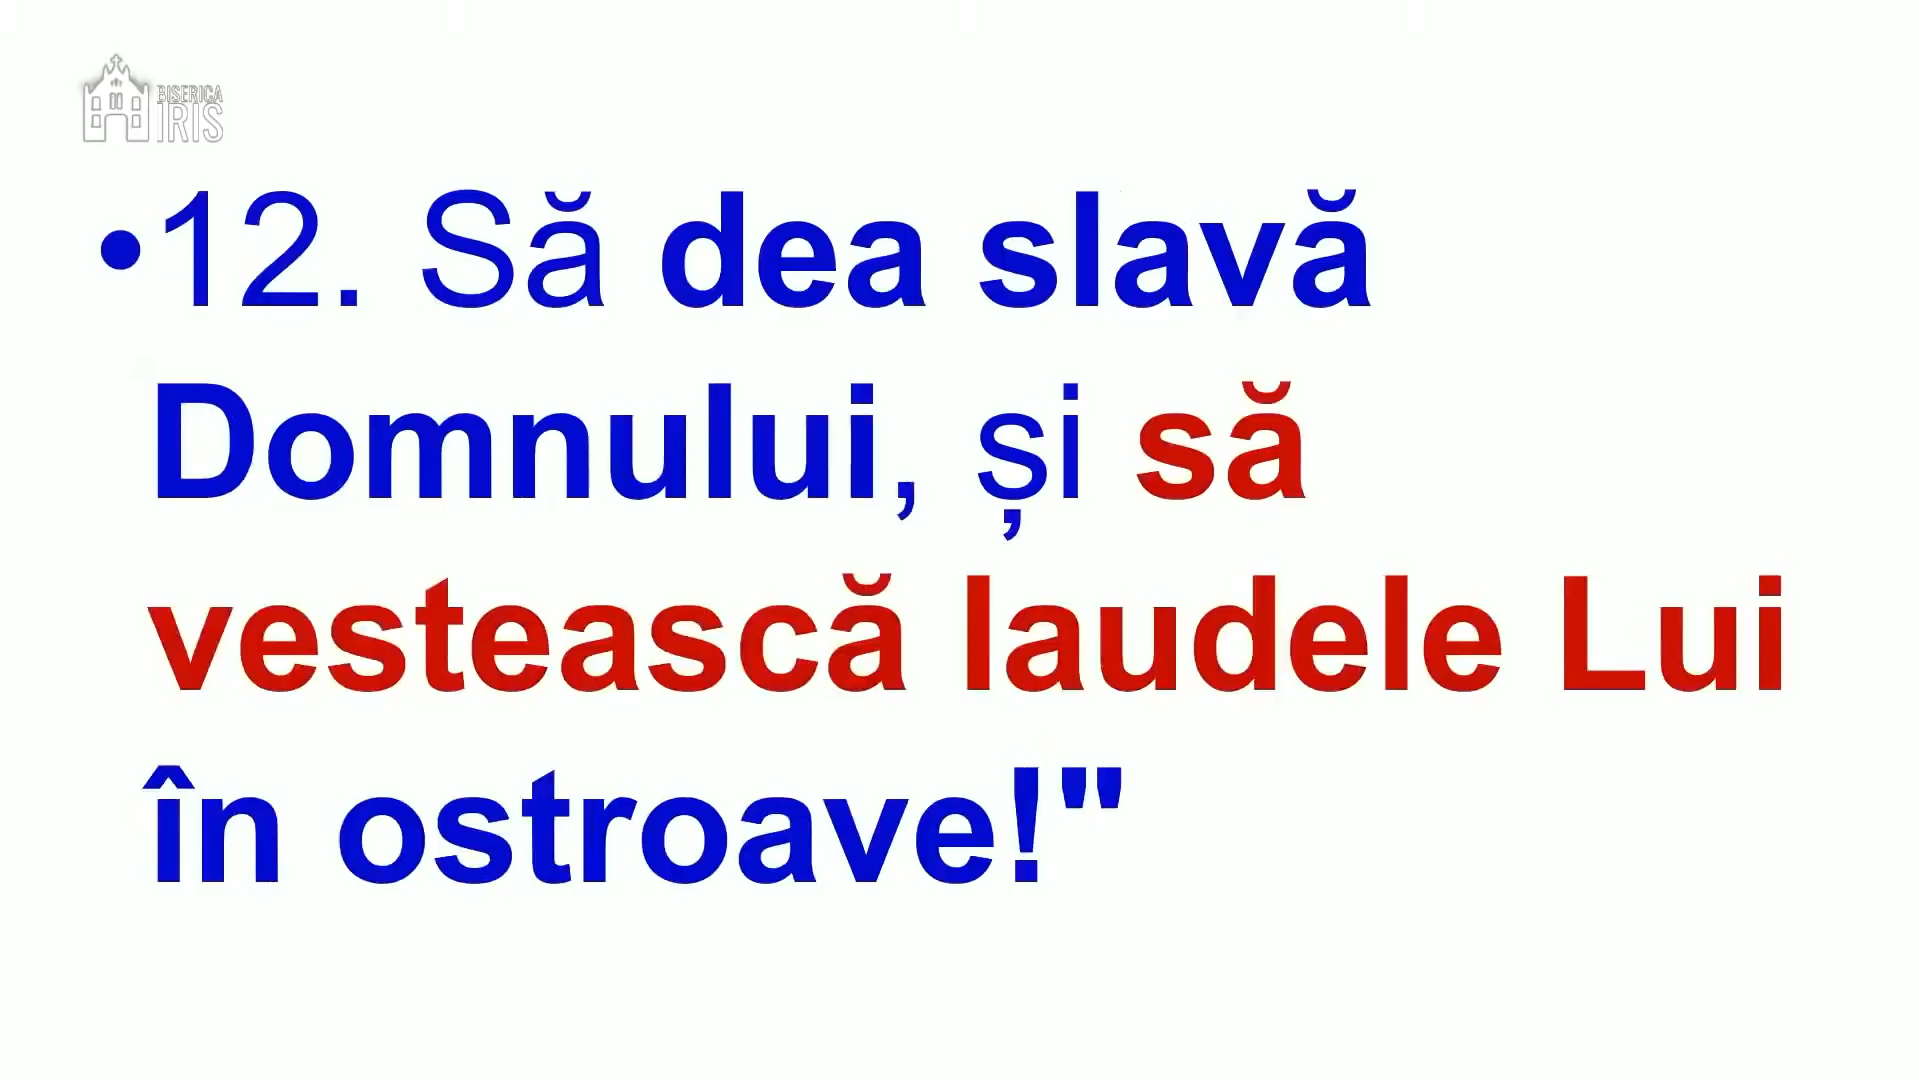 BISERICA
IRIS
•12. Să dea slavă
Domnului, și să
vestească laudele Lui
în ostroave!"